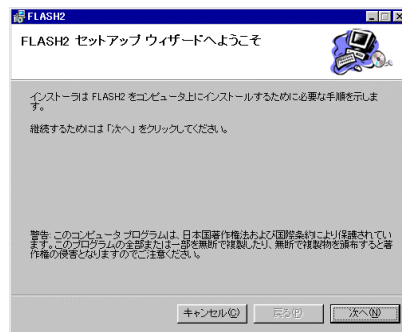 FLASH2
FLASH2 セットアップ ウィザードへようこそ
インストーラは FLASH2 をコンピュータ上にインストールするために必要な手順を示しま
す。
継続するためには「次へ」をクリックしてください。
警告: このコンピュータ プログラムは、日本国著作権法および国際条約により保護されてい
ます。このプログラムの全部または一部を無断で複製したり、無断で複製物を頒布すると著
作権の侵害となりますのでご注意ください。
キャンセル(C)
戻る(P)
次へ(N)